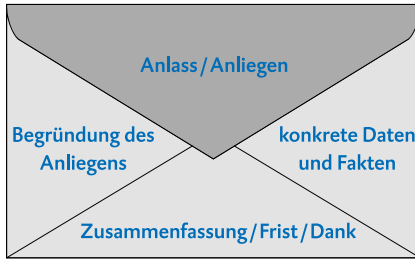 Anlass / Anliegen
Begründung des
Anliegens
konkrete Daten
und Fakten
Zusammenfassung / Frist / Dank